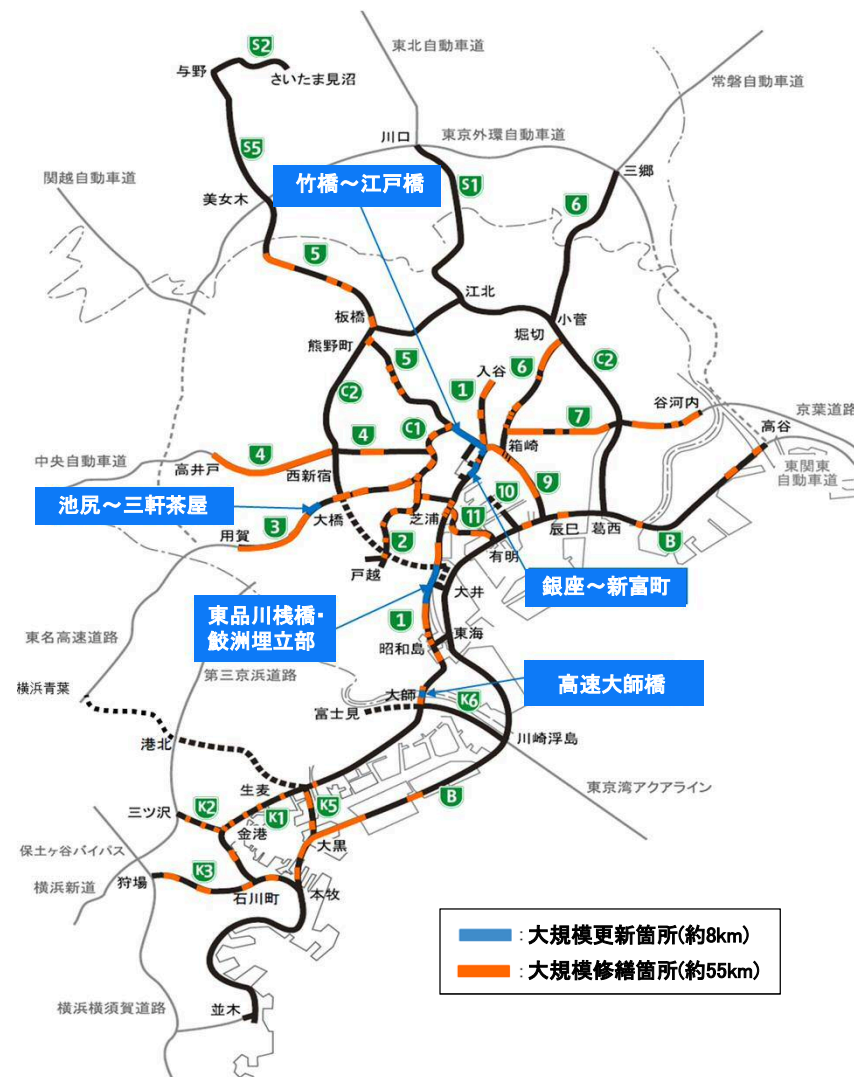 S2
東北自動車道
与野
さいたま見沼
常磐自動車道
川口
東京外環自動車道
S5
竹橋～江戸橋
S1
三郷
関越自動車道
美女木
6
5
江北
板橋
小菅
熊野町
堀切
5
入谷
6
C2
1
C2
谷河内
7
京葉道路
C1
高谷
4
箱崎
中央自動車道
4
高井戸
西新宿
9
東関東
自動車道
10
池尻～三軒茶屋
大橋
芝浦
11
辰巳
葛西
用賀
3
2
有明
B
戸越
銀座～新富町
大井
東品川桟橋・
鮫洲埋立部
1
東海
東名高速道路
昭和島
第三京浜道路
高速大師橋
横浜青葉
大師
K6
富士見
港北
川崎浮島
東京湾アクアライン
生麦
B
三ツ沢
K2
K1
K5
金港
大黒
保土ヶ谷バイパス
狩場
K3
横浜新道
石川町
本牧
：大規模更新箇所(約8km)
：大規模修繕箇所(約55km)
横浜横須賀道路
並木